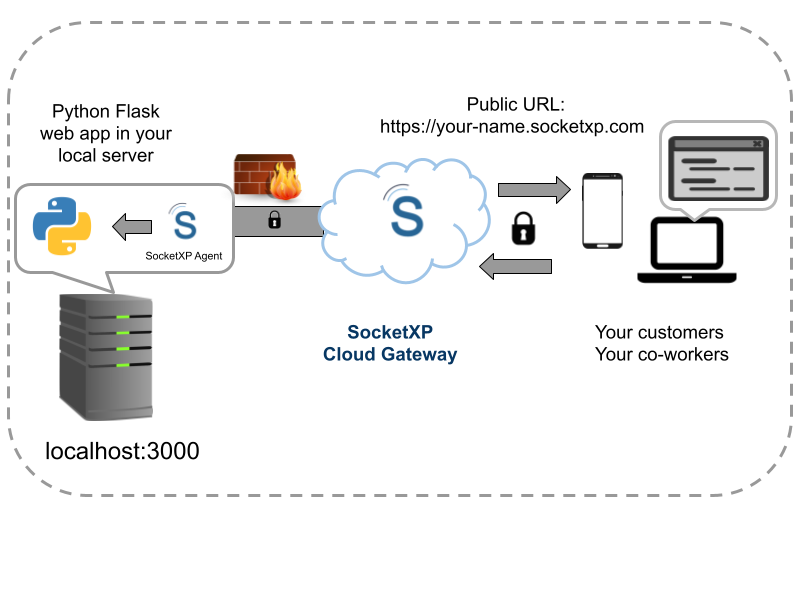 Python Flask
web app in your
local server
Public URL:
https://your-name.socketxp.com
S
SocketXP Agent
S
SocketXP
Cloud Gateway
Your customers
Your co-workers
localhost:3000